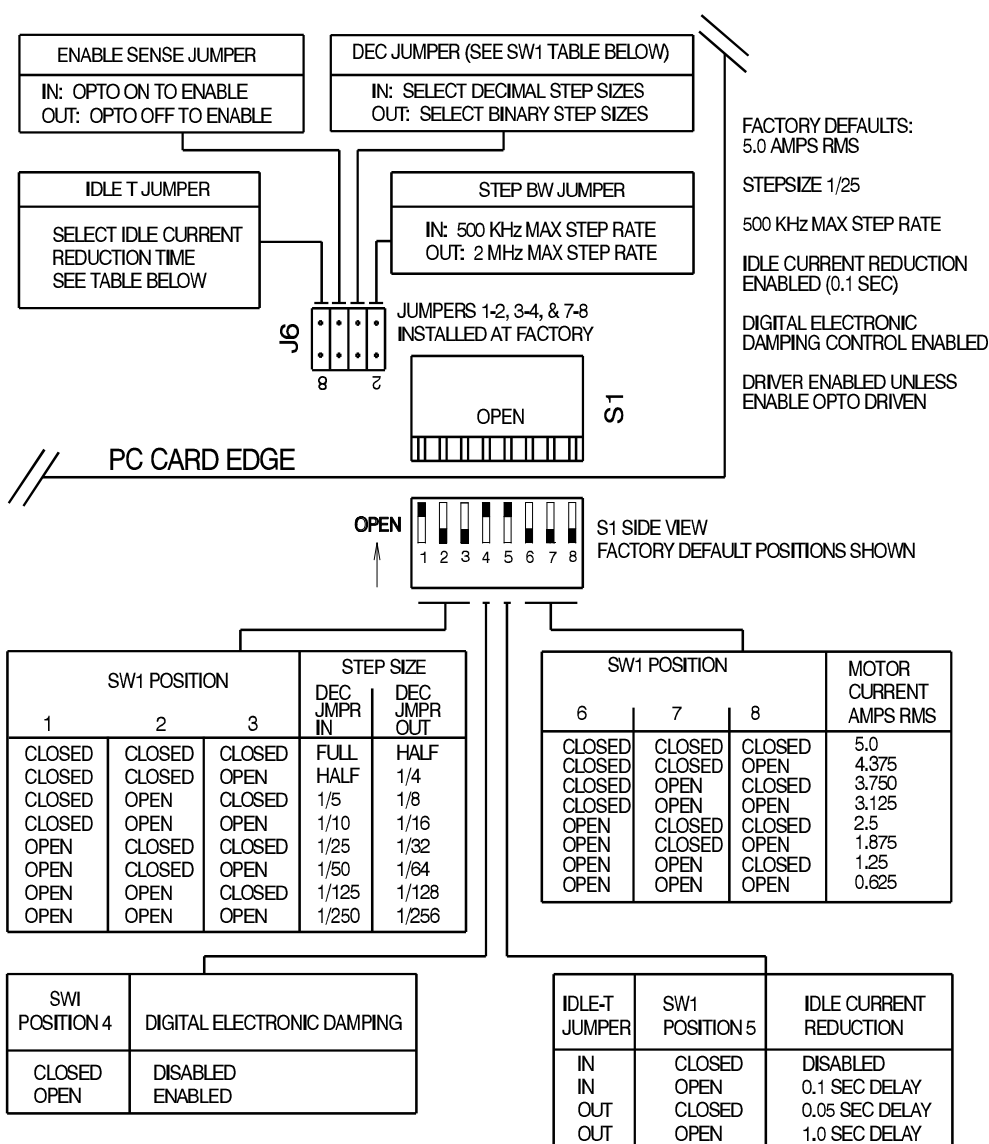 ENABLE SENSE JUMPER
IN: OPTO ON TO ENABLE
OUT: OPTO OFF TO ENABLE
DEC JUMPER (SEE SW1 TABLE BELOW)
IN: SELECT DECIMAL STEP SIZES
OUT: SELECT BINARY STEP SIZES
IDLE T JUMPER
SELECT IDLE CURRENT
REDUCTION TIME
SEE TABLE BELOW
STEP BW JUMPER
IN: 500 KHz MAX STEP RATE
OUT: 2 MHz MAX STEP RATE
FACTORY DEFAULTS:
5.0 AMPS RMS
STEPSIZE 1/25
500 KHz MAX STEP RATE
IDLE CURRENT REDUCTION
ENABLED (0.1 SEC)
DIGITAL ELECTRONIC
DAMPING CONTROL ENABLED
DRIVER ENABLED UNLESS
ENABLE OPTO DRIVEN
J6
8 2
JUMPERS 1-2, 3-4, & 7-8
INSTALLED AT FACTORY
OPEN
S1
PC CARD EDGE
OPEN
1 2 3 4 5 6 7 8
S1 SIDE VIEW
FACTORY DEFAULT POSITIONS SHOWN
SW1 POSITION STEP SIZE
1 2 3 DEC JMPR IN DEC JMPR OUT
CLOSED CLOSED CLOSED FULL HALF
CLOSED CLOSED OPEN HALF 1/4
CLOSED OPEN CLOSED 1/5 1/8
CLOSED OPEN OPEN 1/10 1/16
OPEN CLOSED CLOSED 1/25 1/32
OPEN CLOSED OPEN 1/50 1/64
OPEN OPEN CLOSED 1/125 1/128
OPEN OPEN OPEN 1/250 1/256
SW1 POSITION MOTOR CURRENT AMPS RMS
6 7 8
CLOSED CLOSED CLOSED 5.0
CLOSED CLOSED OPEN 4.375
CLOSED OPEN CLOSED 3.750
CLOSED OPEN OPEN 3.125
OPEN CLOSED CLOSED 2.5
OPEN CLOSED OPEN 1.875
OPEN OPEN CLOSED 1.25
OPEN OPEN OPEN 0.625
SWI POSITION 4 DIGITAL ELECTRONIC DAMPING
CLOSED DISABLED
OPEN ENABLED
IDLE-T JUMPER SW1 POSITION 5 IDLE CURRENT REDUCTION
IN CLOSED DISABLED
IN OPEN 0.1 SEC DELAY
OUT CLOSED 0.05 SEC DELAY
OUT OPEN 1.0 SEC DELAY